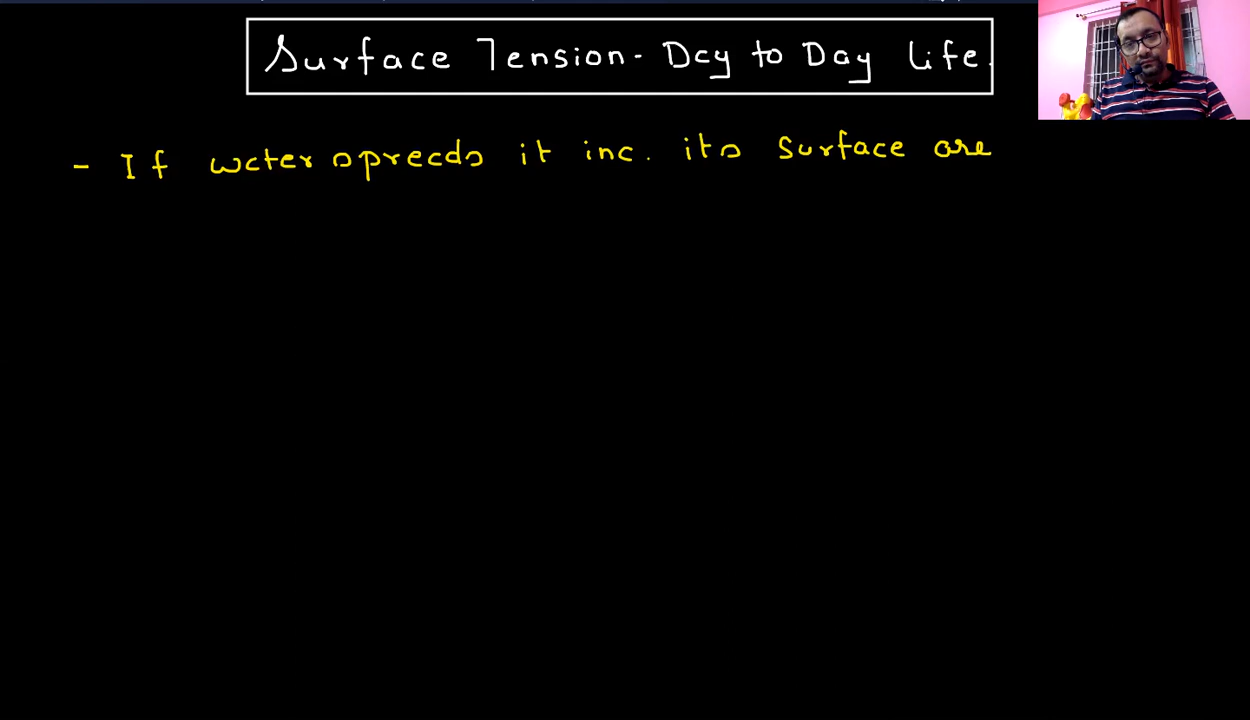 Surface Tension - Day to Day Life.
- If water spreads it inc. its surface are